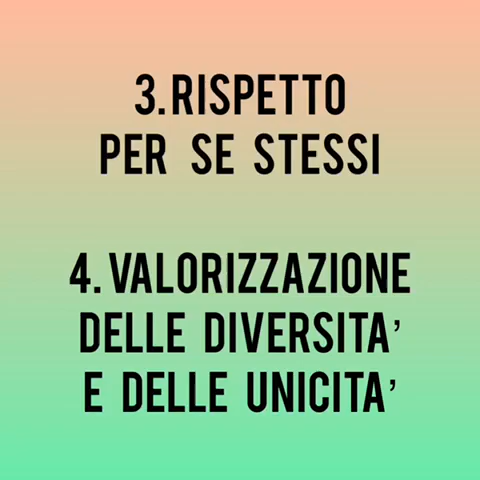 3. RISPETTO
PER SE STESSI
4. VALORIZZAZIONE
DELLE DIVERSITA'
E DELLE UNICITA'